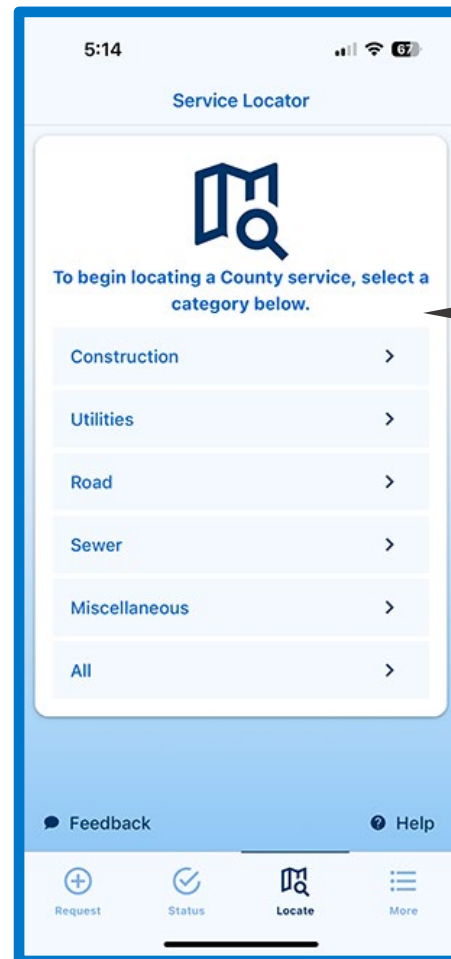 5:14
67
Service Locator
To begin locating a County service, select a
category below.
Construction
Utilities
Road
Sewer
Miscellaneous
All
Feedback
Help
Request
Status
Locate
More